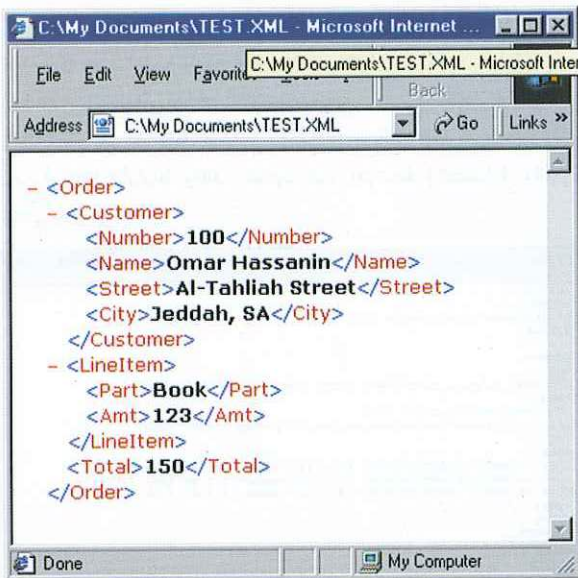 C:\My Documents\TEST.XML - Microsoft Internet ...
C:\My Documents\TEST.XML - Microsoft Inter
File Edit View Favorit
Back
Address C:\My Documents\TEST.XML Go Links »
- <Order>
- <Customer>
<Number>100</Number>
<Name>Omar Hassanin</Name>
<Street>Al-Tahliah Street</Street>
<City>Jeddah, SA</City>
</Customer>
- <LineItem>
<Part>Book</Part>
<Amt>123</Amt>
</LineItem>
<Total>150</Total>
</Order>
Done My Computer